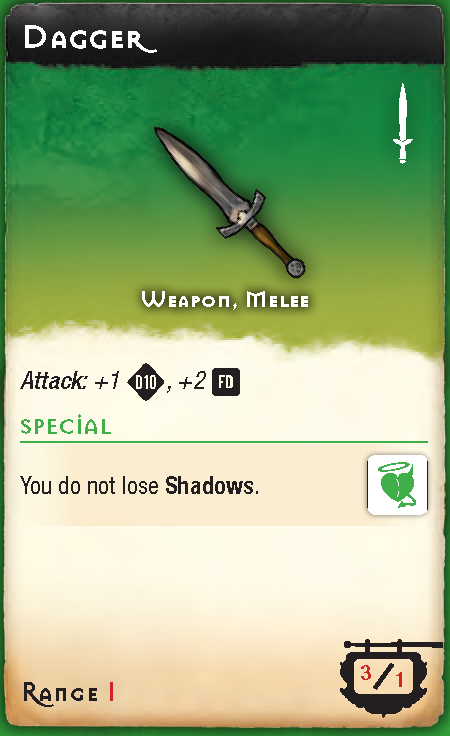 Dagger
Weapon, Melee
Attack: +1 D10, +2 FD
Special
You do not lose Shadows.
3/1
Range 1